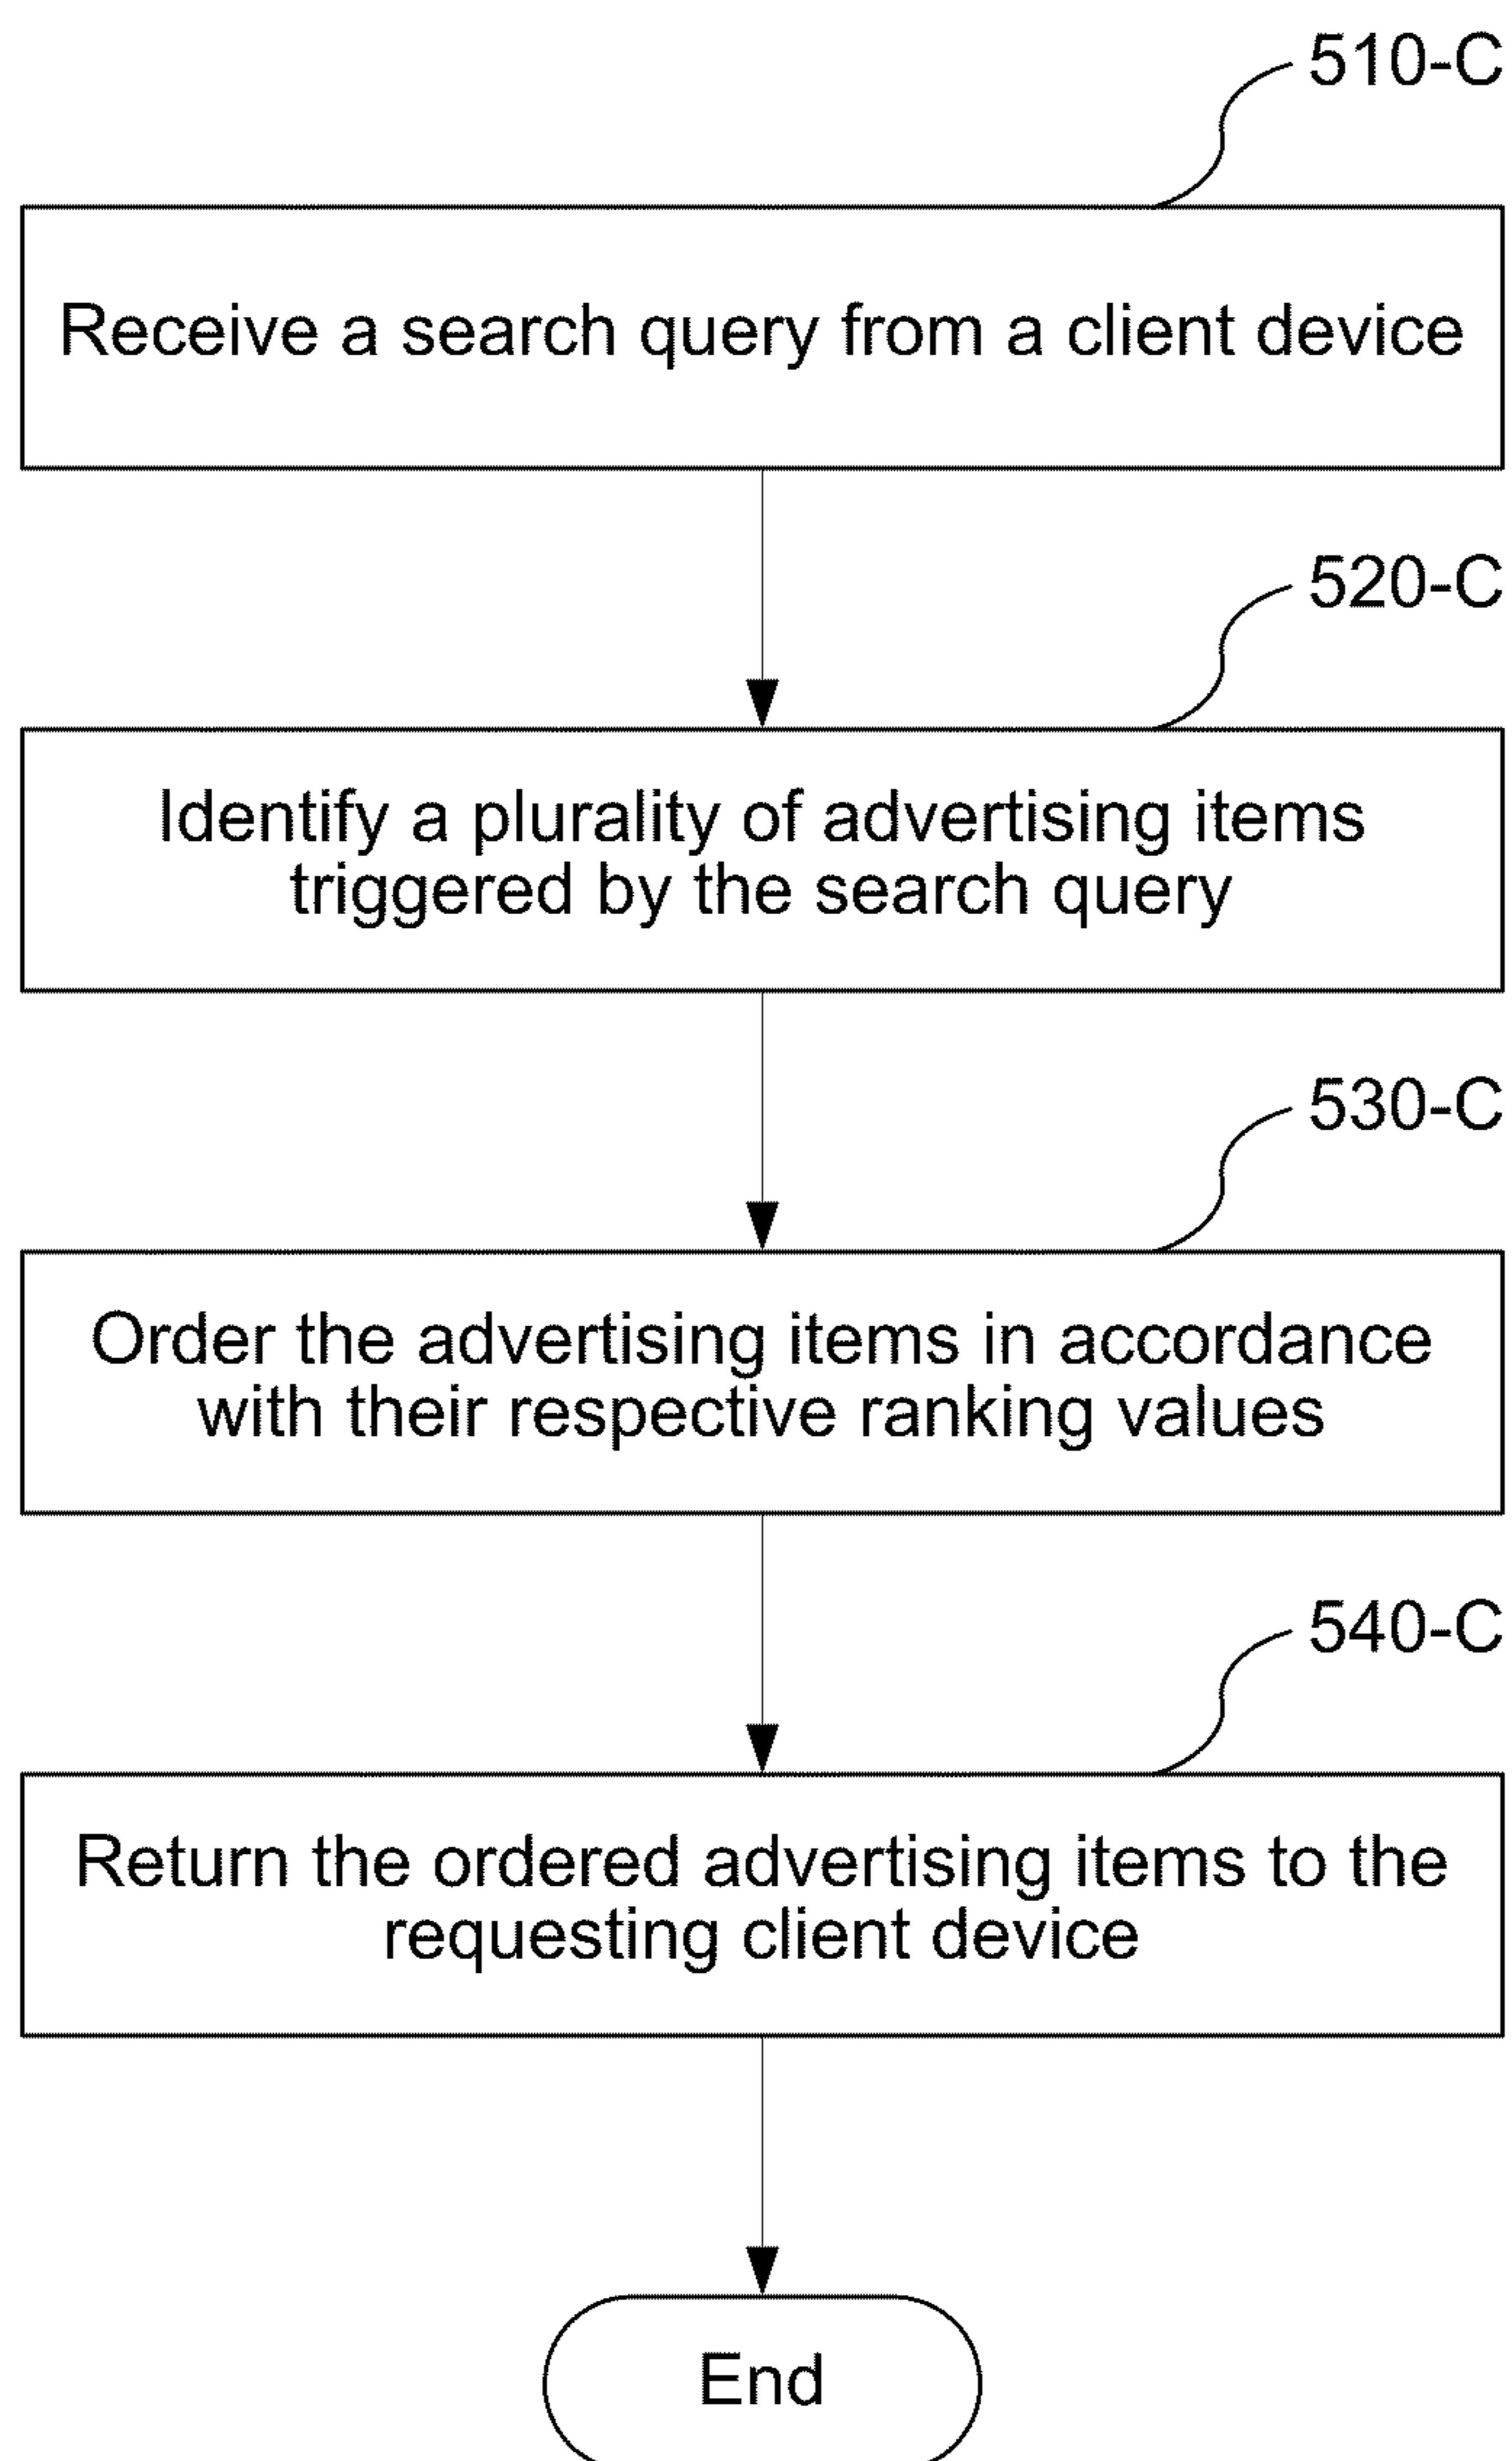 510-C
Receive a search query from a client device
520-C
Identify a plurality of advertising items
triggered by the search query
530-C
Order the advertising items in accordance
with their respective ranking values
540-C
Return the ordered advertising items to the
requesting client device
End